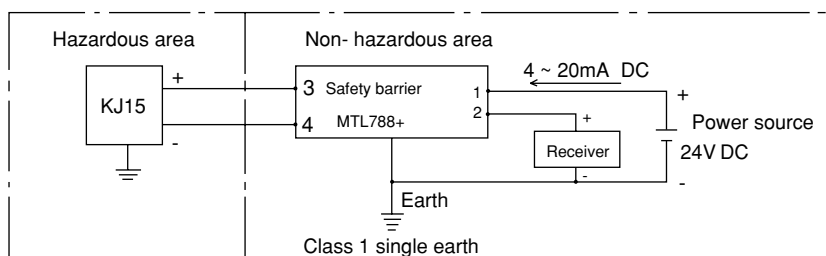 Hazardous area
Non- hazardous area
4 ~ 20mA DC
+
3 Safety barrier
1
+
KJ15
2
+
4 MTL788+
Power source
Receiver
24V DC
-
-
-
Earth
Class 1 single earth